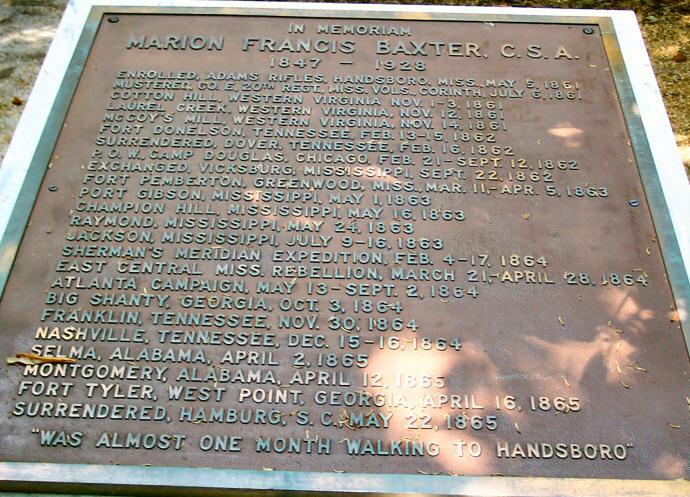 IN MEMORIAM
MARION FRANCIS BAXTER, C.S.A.
1847 - 1928
ENROLLED, ADAMS RIFLES, HANDSBORO, MISS. MAY 5, 1861
MUSTERED, CO. E. 20TH REGT. MISS. VOLS., CORINTH, JULY 6, 1861
COTTON HILL, WESTERN VIRGINIA NOV. 1-3, 1861
LAUREL CREEK, WESTERN VIRGINIA, NOV. 12, 1861
MCCOY'S MILL, WESTERN VIRGINIA, NOV. 14, 1861
FORT DONELSON, TENNESSEE, FEB. 13-15, 1862
SURRENDERED, DOVER, TENNESSEE, FEB. 16, 1862
P.O.W. CAMP DOUGLAS, CHICAGO, FEB. 21-SEPT. 12, 1862
EXCHANGED, VICKSBURG, MISSISSIPPI, SEPT. 22, 1862
FORT PEMBERTON, GREENWOOD, MISS., MAR. 11,-APR. 5, 1863
PORT GIBSON, MISSISSIPPI, MAY 1, 1863
CHAMPION HILL, MISSISSIPPI, MAY 16, 1863
RAYMOND, MISSISSIPPI, MAY 24, 1863
JACKSON, MISSISSIPPI, JULY 9-16, 1863
SHERMAN'S MERIDIAN EXPEDITION, FEB. 4-17, 1864
EAST CENTRAL MISS. REBELLION, MARCH 21,-APRIL 28, 1864
ATLANTA CAMPAIGN, MAY 13-SEPT. 2, 1864
BIG SHANTY, GEORGIA, OCT. 3, 1864
FRANKLIN, TENNESSEE, NOV. 30, 1864
NASHVILLE, TENNESSEE, DEC. 15-16, 1864
SELMA, ALABAMA, APRIL 2, 1865
MONTGOMERY, ALABAMA, APRIL 12, 1865
FORT TYLER, WEST POINT, GEORGIA, APRIL 16, 1865
SURRENDERED, HAMBURG, S.C. MAY 22, 1865
"WAS ALMOST ONE MONTH WALKING TO HANDSBORO"